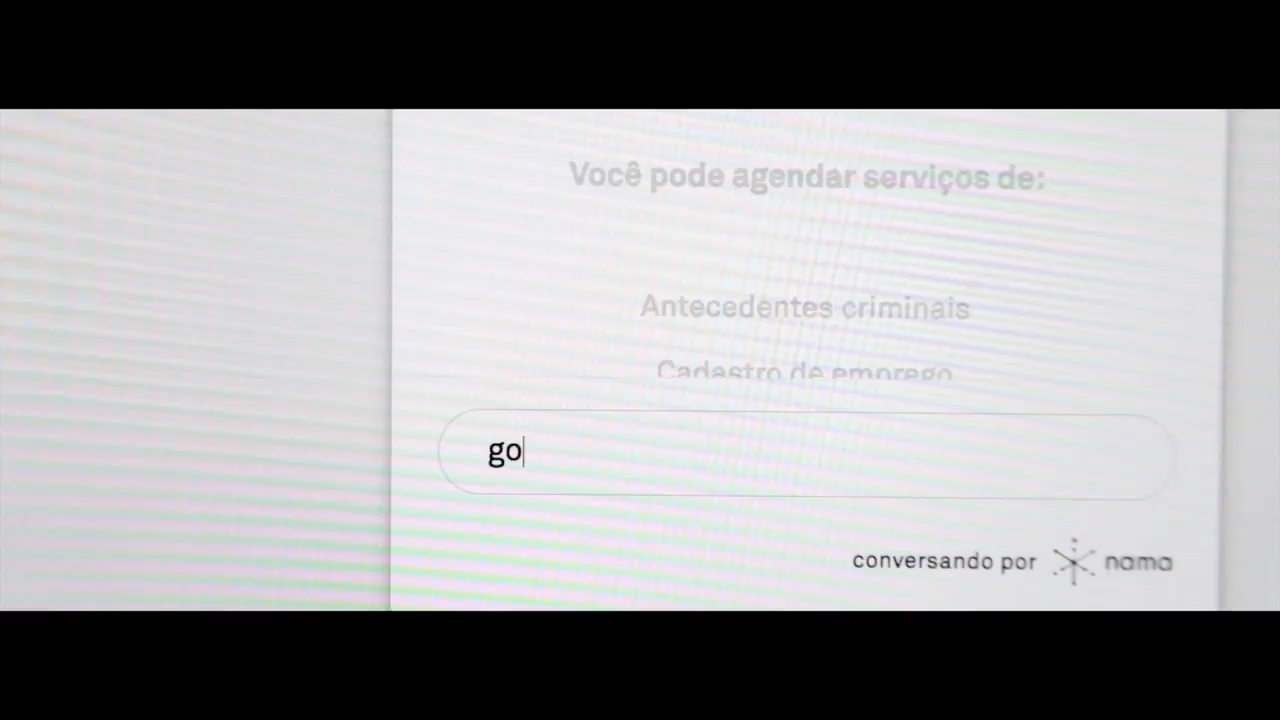 Você pode agendar serviços de:
Antecedentes criminais
Cadastro de emprego
go
conversando por nama